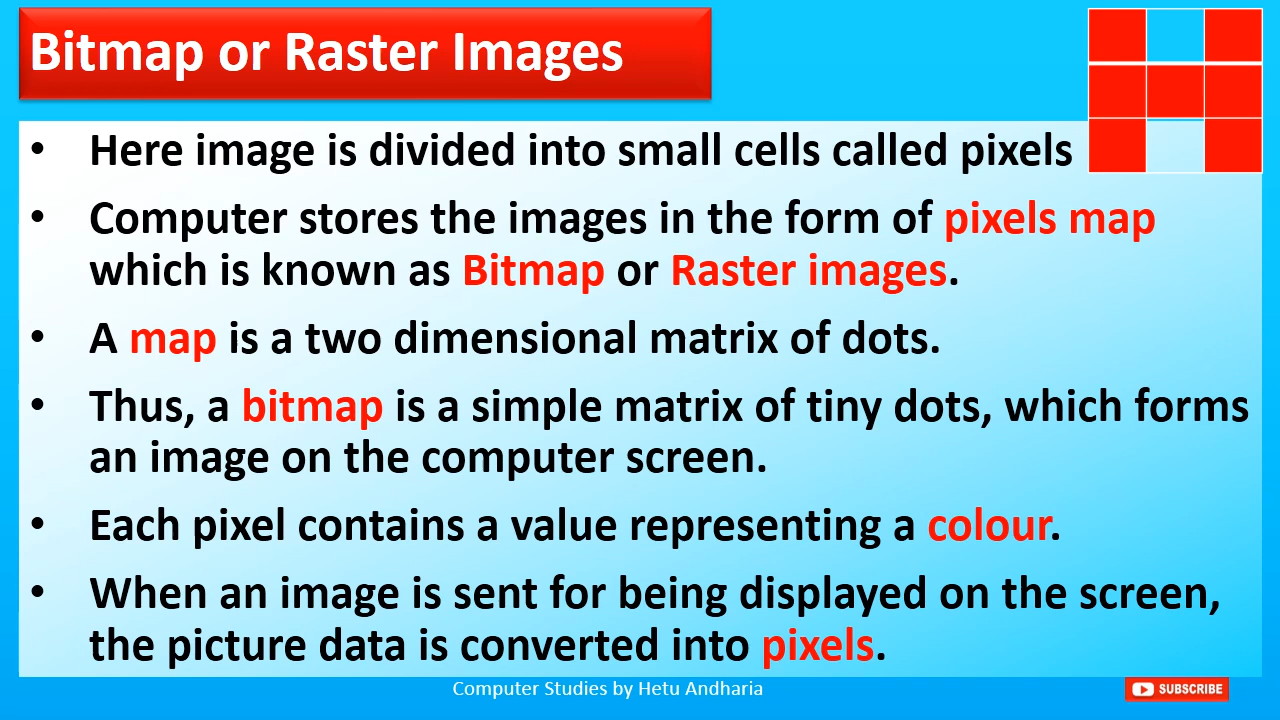 Bitmap or Raster Images
• Here image is divided into small cells called pixels
• Computer stores the images in the form of pixels map
which is known as Bitmap or Raster images.
• A map is a two dimensional matrix of dots.
• Thus, a bitmap is a simple matrix of tiny dots, which forms
an image on the computer screen.
• Each pixel contains a value representing a colour.
• When an image is sent for being displayed on the screen,
the picture data is converted into pixels.
Computer Studies by Hetu Andharia
SUBSCRIBE